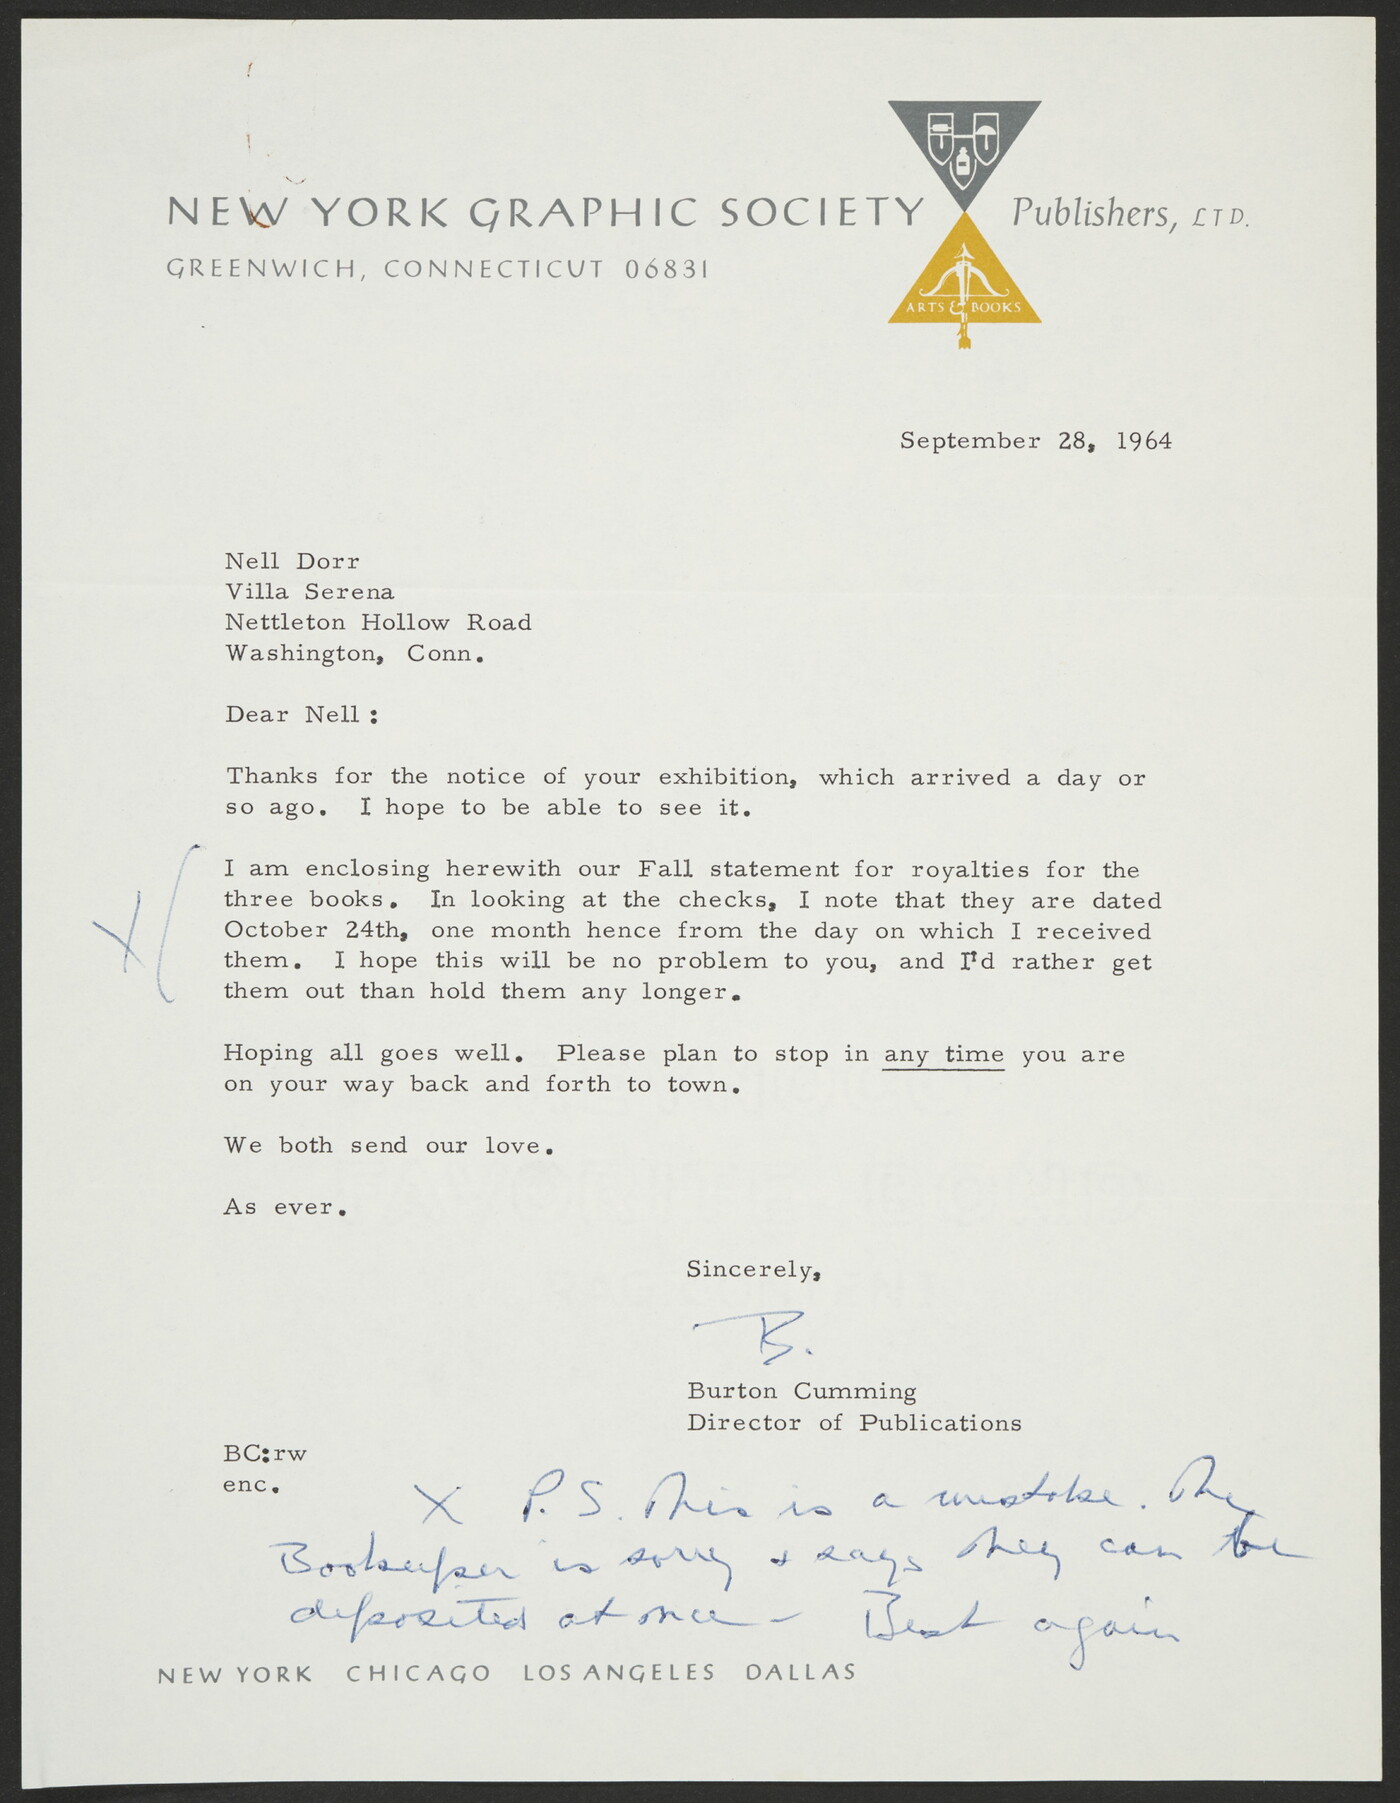 NEW YORK GRAPHIC SOCIETY Publishers, LTD.
GREENWICH, CONNECTICUT 06831
ARTS & BOOKS
September 28, 1964
Nell Dorr
Villa Serena
Nettleton Hollow Road
Washington, Conn.
Dear Nell:
Thanks for the notice of your exhibition, which arrived a day or
so ago. I hope to be able to see it.
I am enclosing herewith our Fall statement for royalties for the
three books. In looking at the checks, I note that they are dated
October 24th, one month hence from the day on which I received
them. I hope this will be no problem to you, and I'd rather get
them out than hold them any longer.
Hoping all goes well. Please plan to stop in any time you are
on your way back and forth to town.
We both send our love.
As ever.
Sincerely,
B.
Burton Cumming
Director of Publications
BC:rw
enc.
X P.S. This is a mistake. The
Bookeeper is sorry & says they can be
deposited at once – Best again
NEW YORK CHICAGO LOS ANGELES DALLAS